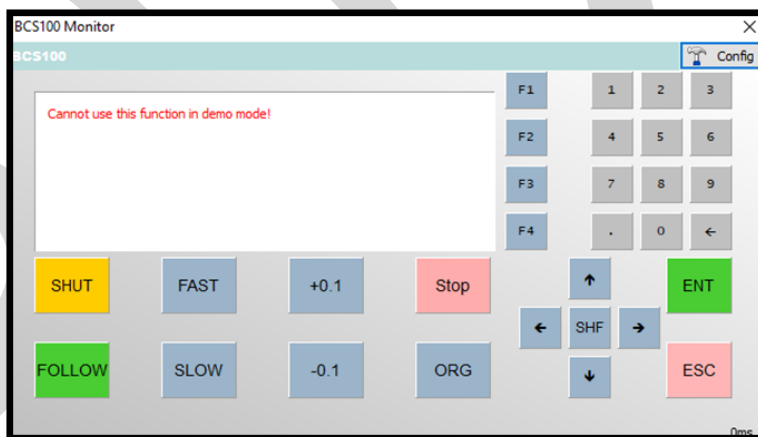 BCS100 Monitor
BCS100
Config
Cannot use this function in demo mode!
F1 1 2 3
F2 4 5 6
F3 7 8 9
F4 . 0 ←
SHUT FAST +0.1 Stop ↑ ENT
← SHF →
FOLLOW SLOW -0.1 ORG ↓ ESC
0ms